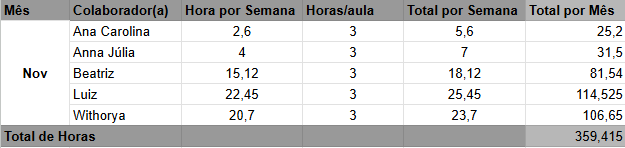 Mês Colaborador(a) Hora por Semana Horas/aula Total por Semana Total por Mês
Ana Carolina 2,6 3 5,6 25,2
Anna Júlia 4 3 7 31,5
Nov Beatriz 15,12 3 18,12 81,54
Luiz 22,45 3 25,45 114,525
Withorya 20,7 3 23,7 106,65
Total de Horas 359,415